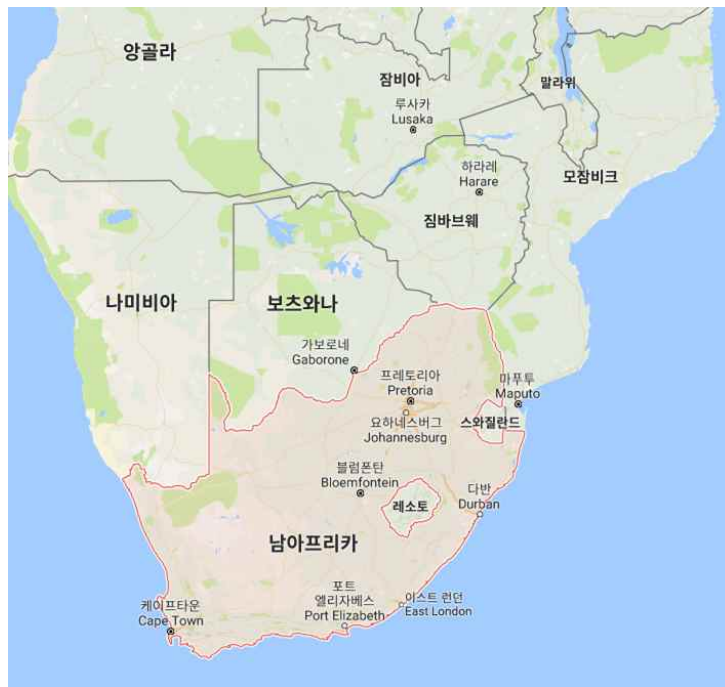 앙골라
잠비아
말라위
루사카
Lusaka
하라레
Harare
모잠비크
짐바브웨
나미비아
보츠와나
가보로네
Gaborone
프레토리아
Pretoria
마푸투
Maputo
요하네스버그
Johannesburg
스와질란드
블럼폰탄
Bloemfontein
레소토
다반
Durban
남아프리카
포트
엘리자베스
Port Elizabeth
이스트 런던
East London
케이프타운
Cape Town